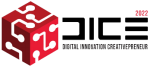 2022
DICE
DIGITAL INNOVATION CREATIVEPRENEUR